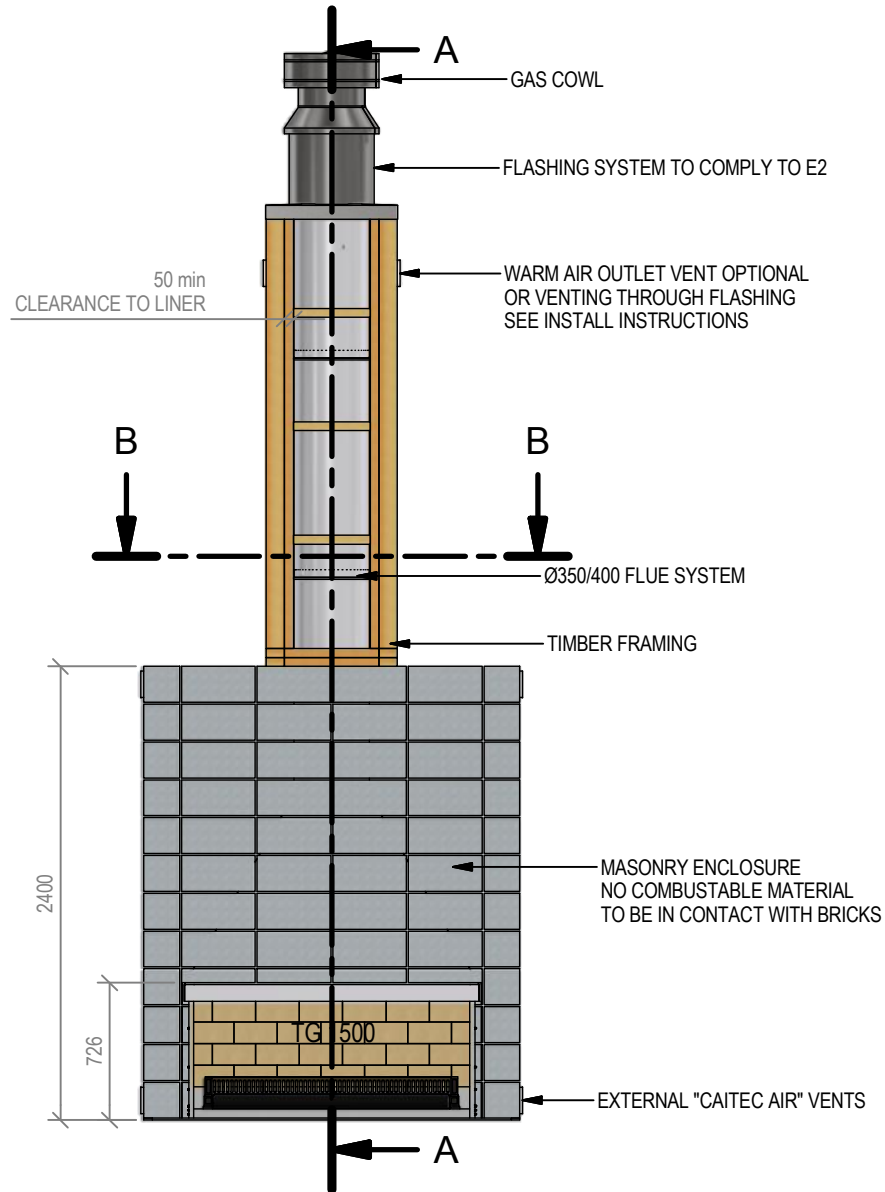 A
GAS COWL
FLASHING SYSTEM TO COMPLY TO E2
50 min
CLEARANCE TO LINER
WARM AIR OUTLET VENT OPTIONAL
OR VENTING THROUGH FLASHING
SEE INSTALL INSTRUCTIONS
B
B
Ø350/400 FLUE SYSTEM
TIMBER FRAMING
2400
MASONRY ENCLOSURE
NO COMBUSTABLE MATERIAL
TO BE IN CONTACT WITH BRICKS
726
TG 500
EXTERNAL "CAITEC AIR" VENTS
A